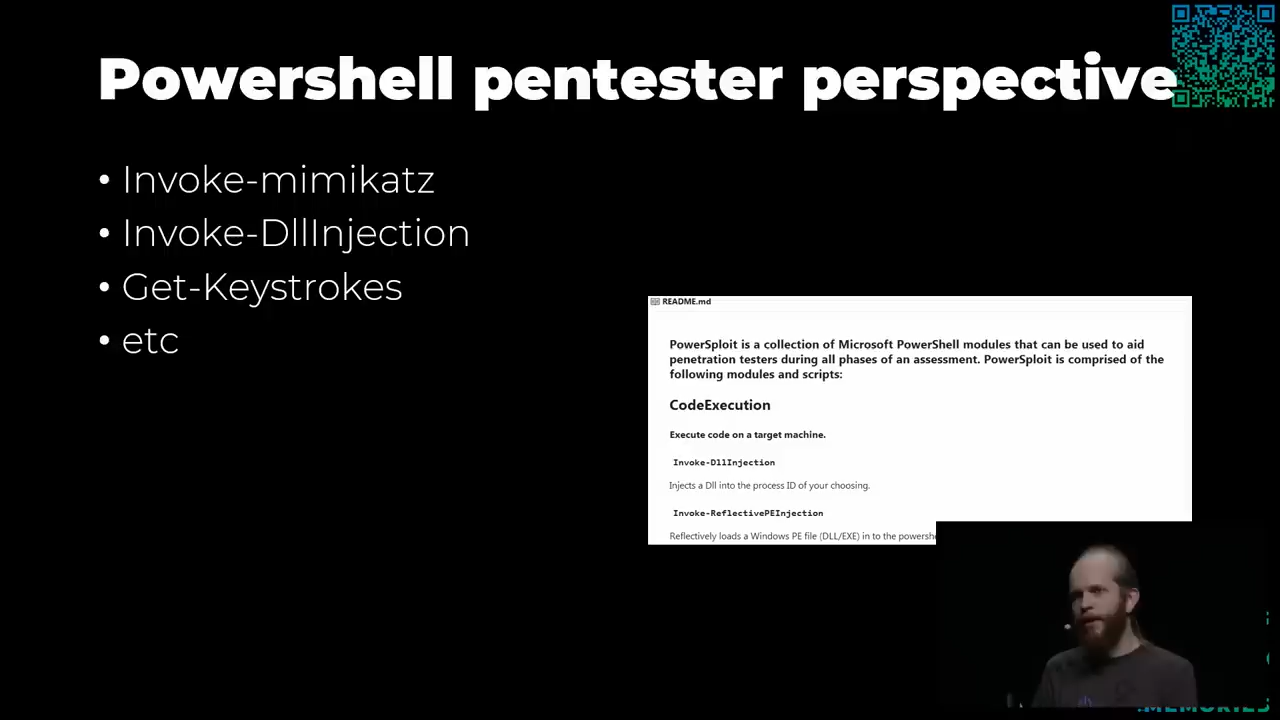 Powershell pentester perspective
• Invoke-mimikatz
• Invoke-DllInjection
• Get-Keystrokes
• etc
README.md
PowerSploit is a collection of Microsoft PowerShell modules that can be used to aid
penetration testers during all phases of an assessment. PowerSploit is comprised of the
following modules and scripts:
CodeExecution
Execute code on a target machine.
Invoke-DllInjection
Injects a Dll into the process ID of your choosing.
Invoke-ReflectivePEInjection
Reflectively loads a Windows PE file (DLL/EXE) in to the